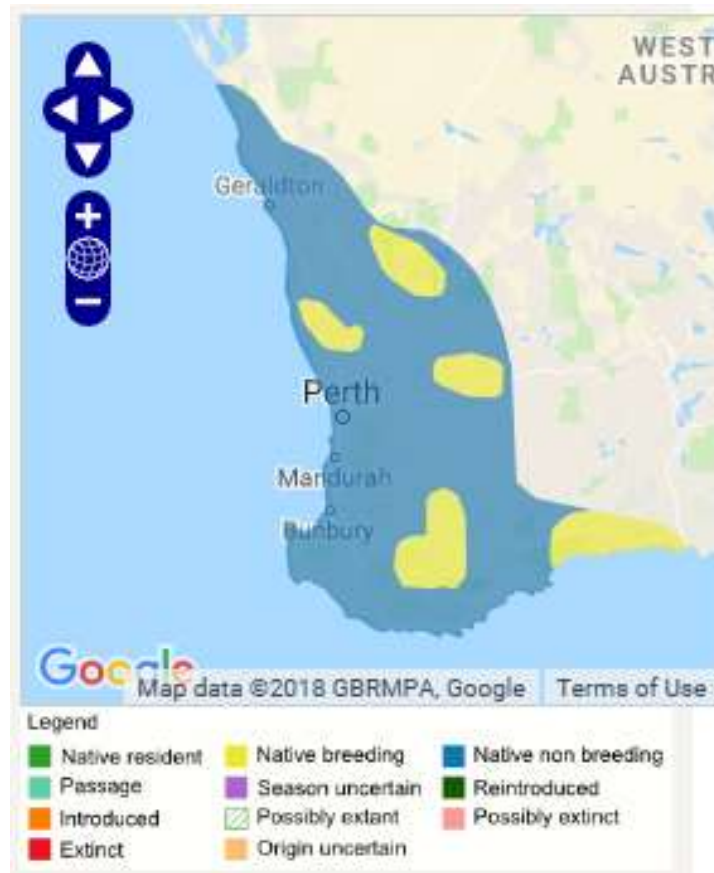 WEST
AUSTR
Geraldton
Perth
Mandurah
Bunbury
Google
Map data ©2018 GBRMPA, Google Terms of Use
Legend
Native resident Native breeding Native non breeding
Passage Season uncertain Reintroduced
Introduced Possibly extant Possibly extinct
Extinct Origin uncertain